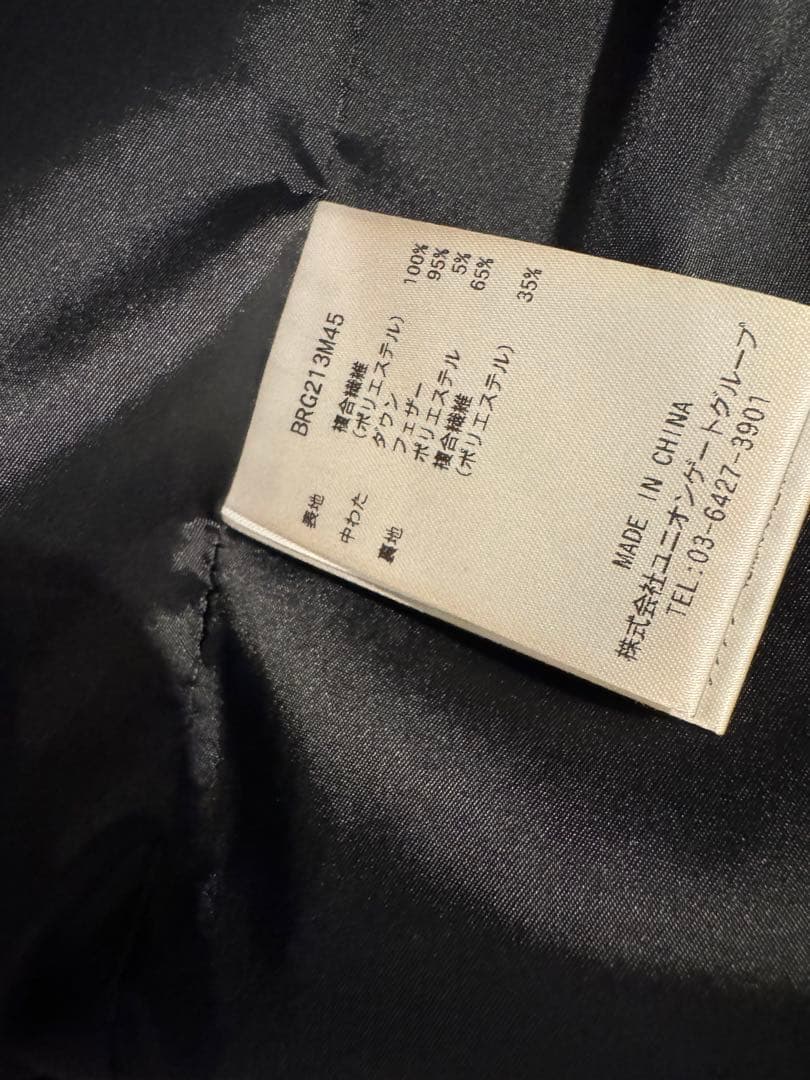 BRG213M45
表地 複合繊維 100%
(ポリエステル)
中わた ダウン 95%
フェザー 5%
裏地 ポリエステル 65%
複合繊維
(ポリエステル) 35%
MADE IN CHINA
株式会社ユニオンゲートグループ
TEL:03-6427-3901